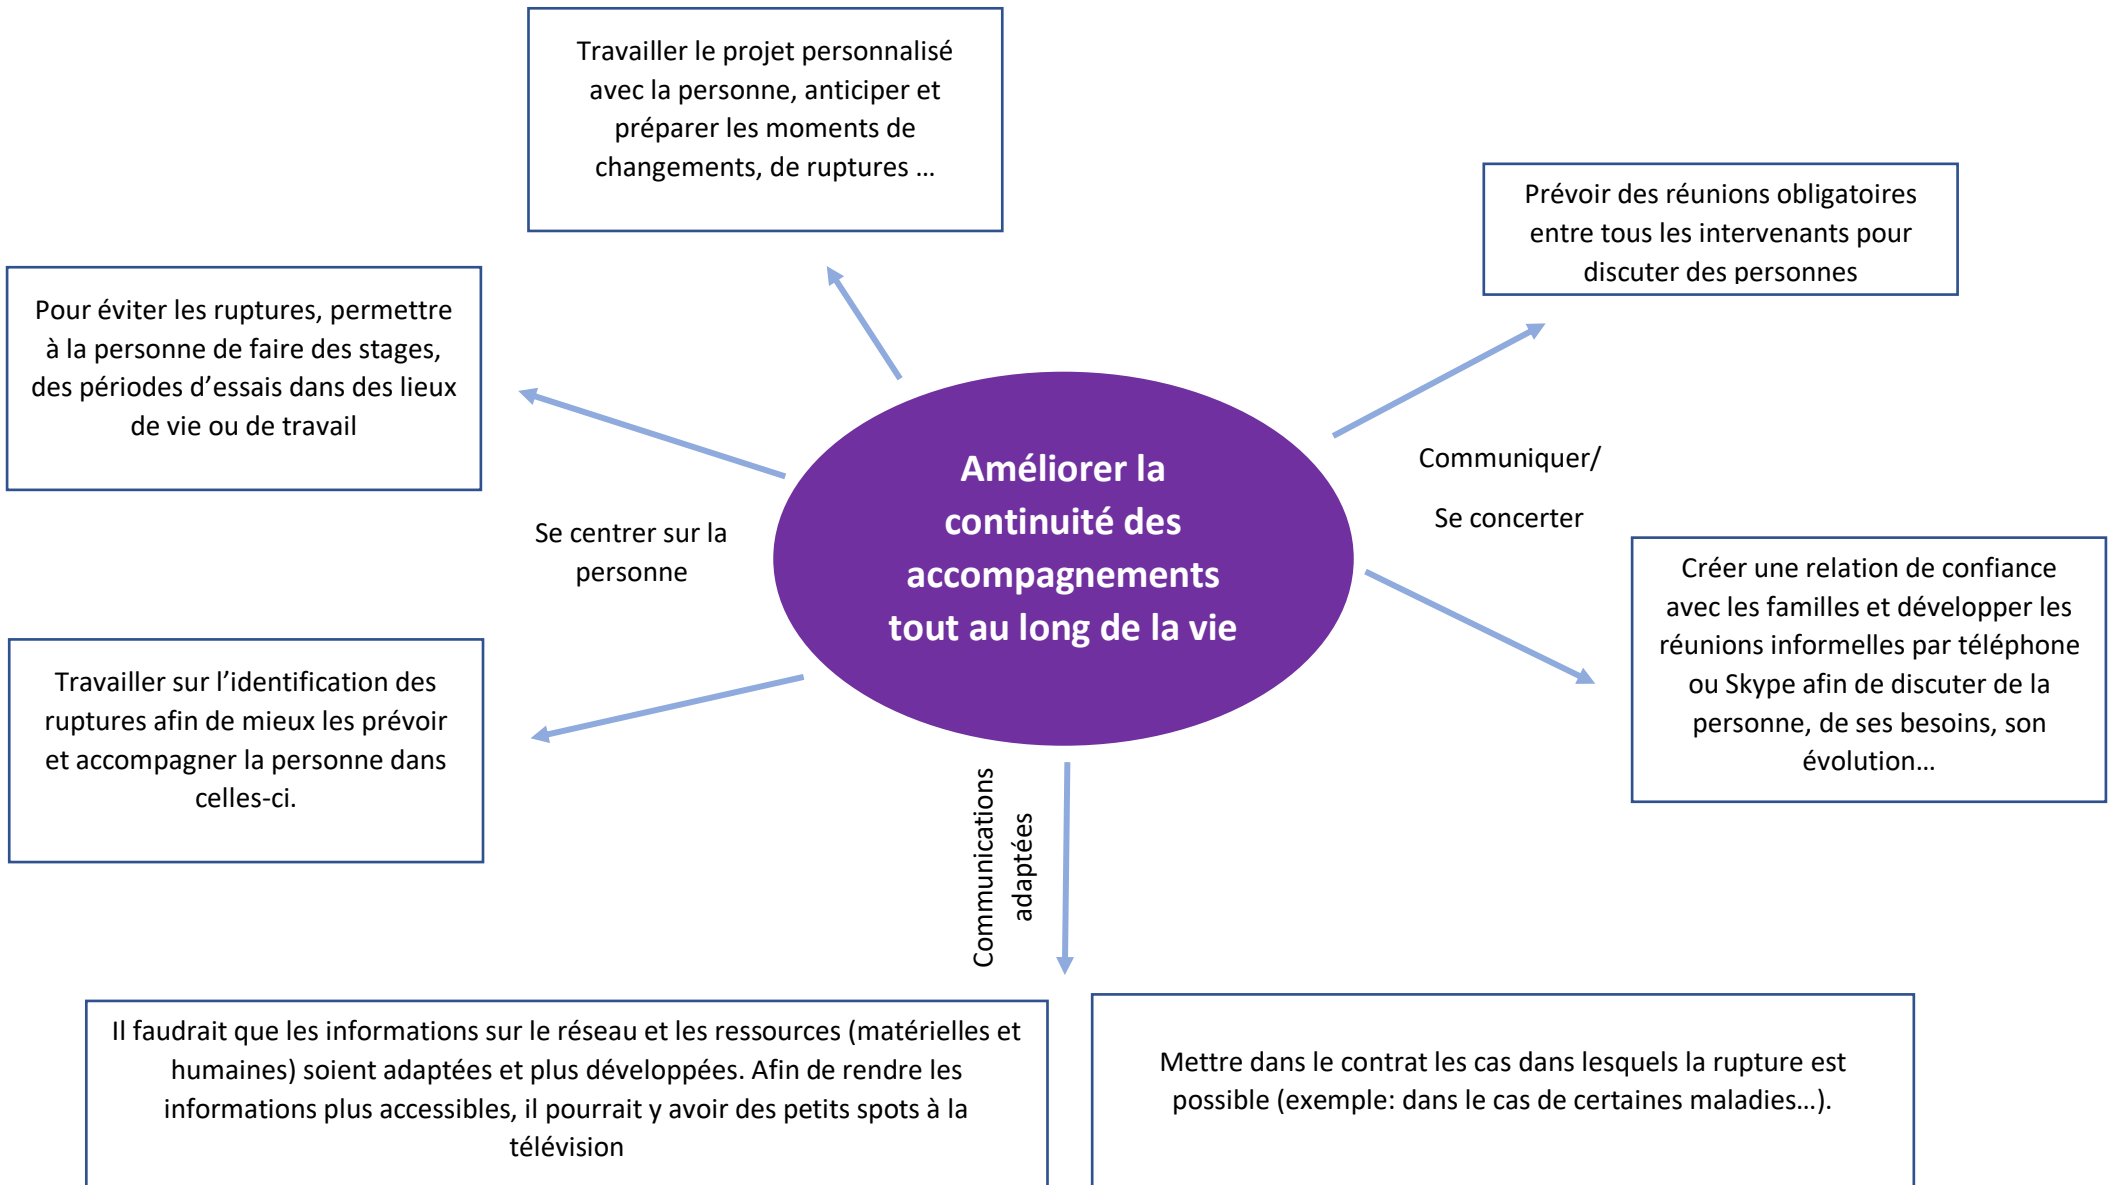 Travailler le projet personnalisé
avec la personne, anticiper et
préparer les moments de
changements, de ruptures …
Prévoir des réunions obligatoires
entre tous les intervenants pour
discuter des personnes
Pour éviter les ruptures, permettre
à la personne de faire des stages,
des périodes d’essais dans des lieux
de vie ou de travail
Améliorer la
continuité des
accompagnements
tout au long de la vie
Communiquer/
Se concerter
Se centrer sur la
personne
Créer une relation de confiance
avec les familles et développer les
réunions informelles par téléphone
ou Skype afin de discuter de la
personne, de ses besoins, son
évolution…
Travailler sur l’identification des
ruptures afin de mieux les prévoir
et accompagner la personne dans
celles-ci.
Communications
adaptées
Il faudrait que les informations sur le réseau et les ressources (matérielles et
humaines) soient adaptées et plus développées. Afin de rendre les
informations plus accessibles, il pourrait y avoir des petits spots à la
télévision
Mettre dans le contrat les cas dans lesquels la rupture est
possible (exemple: dans le cas de certaines maladies…).